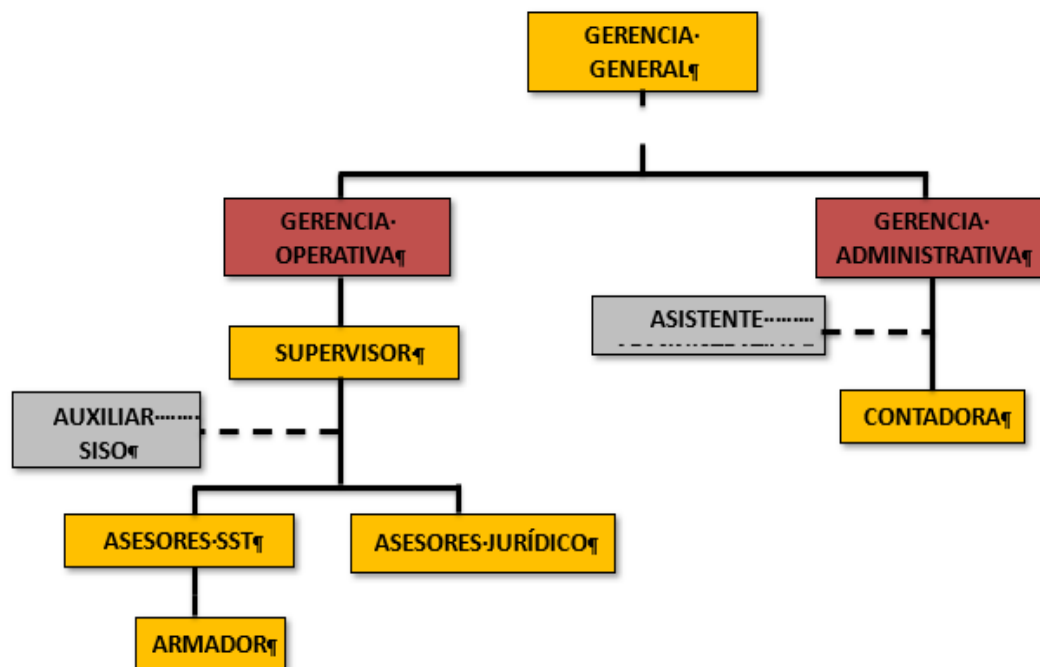 GERENCIA·
GENERAL¶
GERENCIA·
OPERATIVA¶
GERENCIA·
ADMINISTRATIVA¶
ASISTENTE·········
SUPERVISOR¶
AUXILIAR········
SISO¶
CONTADORA¶
ASESORES·SST¶
ASESORES·JURÍDICO¶
ARMADOR¶